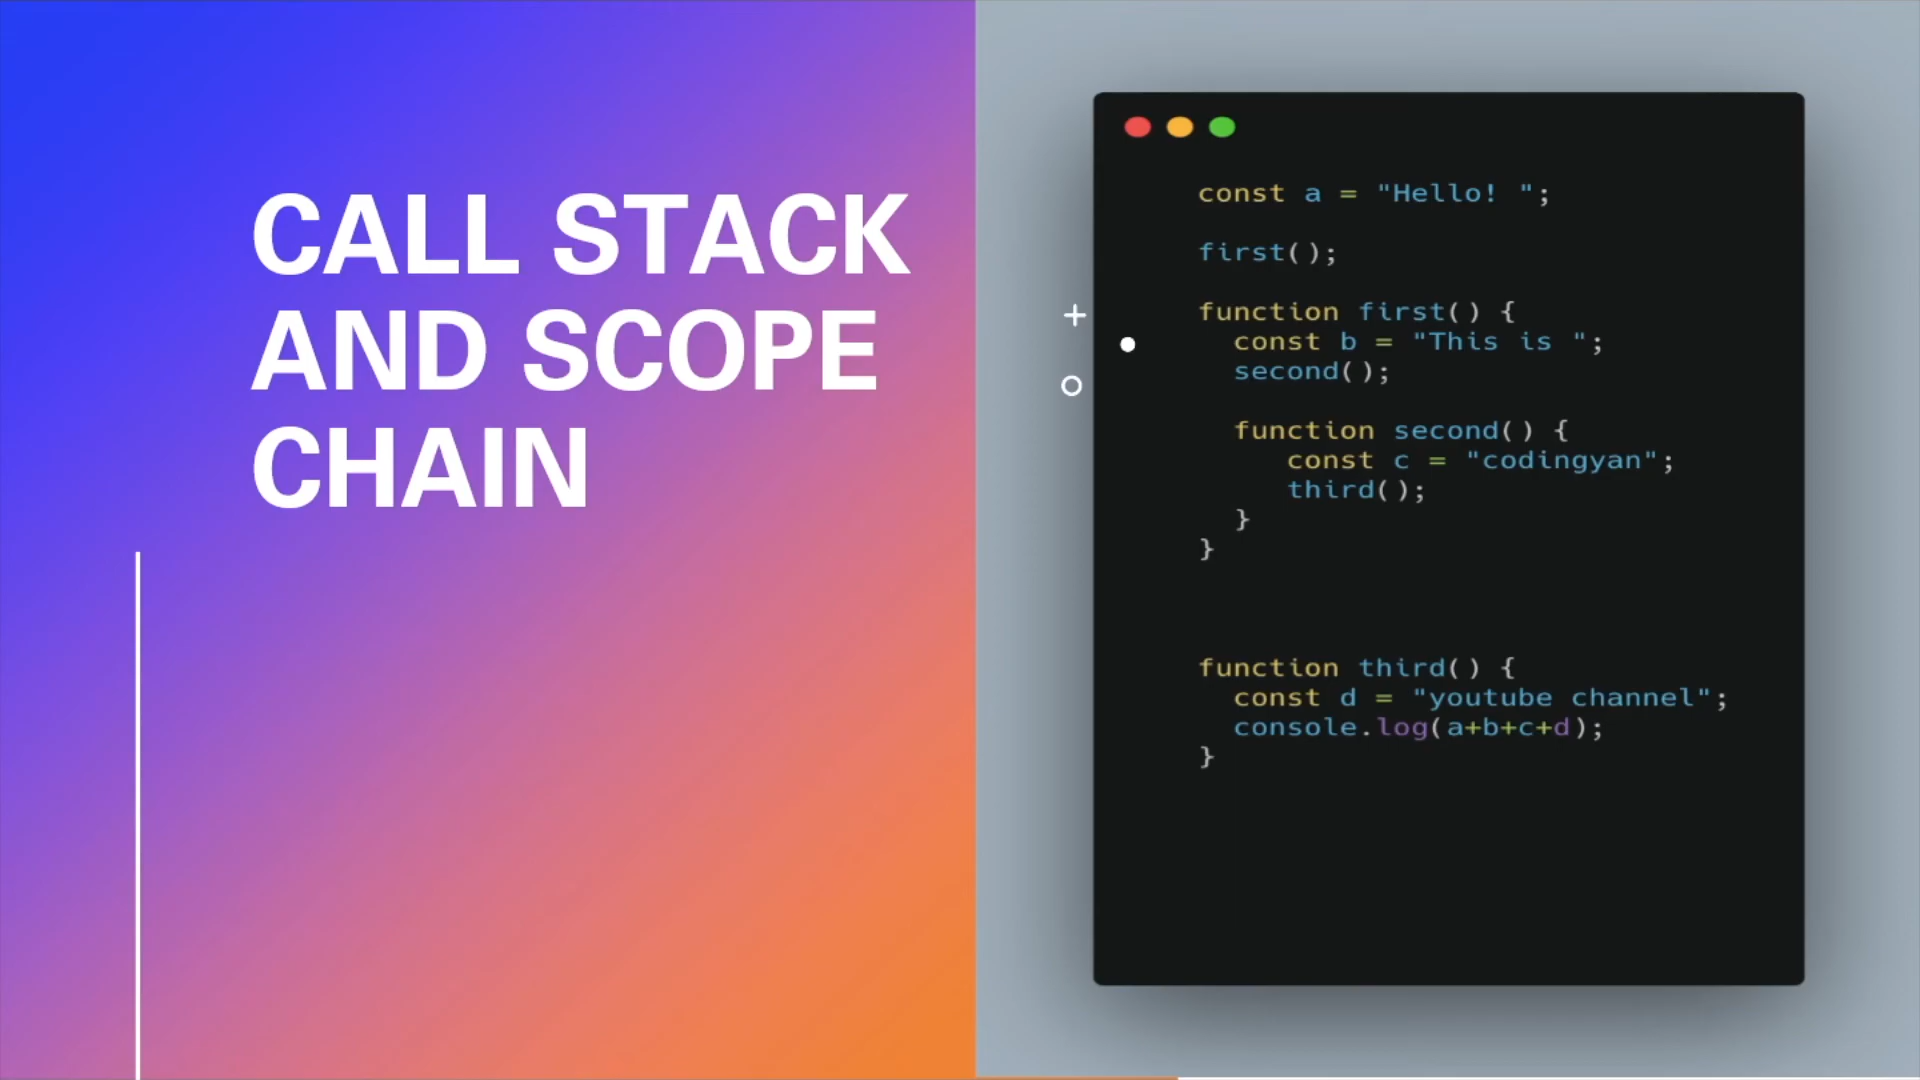 CALL STACK
AND SCOPE
CHAIN
const a = "Hello! ";
first();
function first() {
const b = "This is ";
second();
function second() {
const c = "codingyan";
third();
}
}
function third() {
const d = "youtube channel";
console.log(a+b+c+d);
}